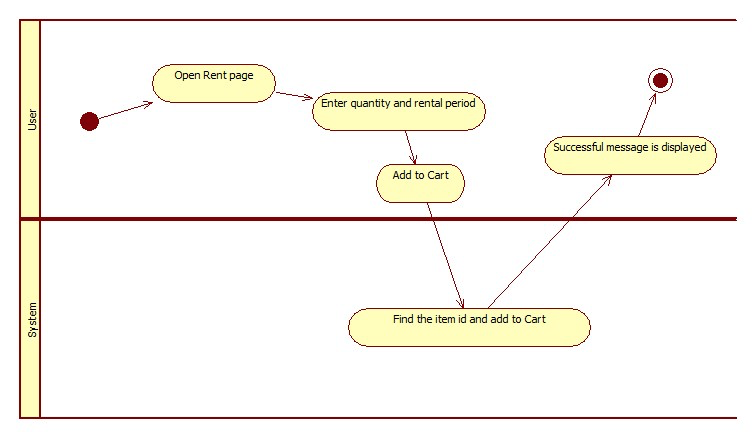 User
Open Rent page
Enter quantity and rental period
Add to Cart
Successful message is displayed
System
Find the item id and add to Cart